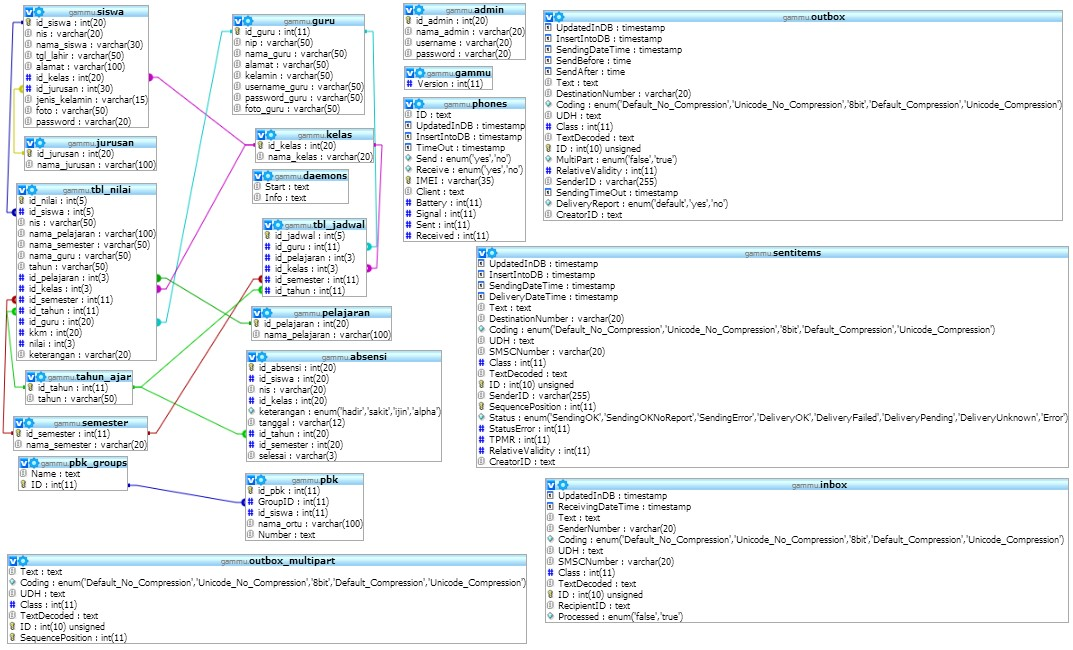 gammu.siswa
id_siswa : int(20)
nis : varchar(20)
nama_siswa : varchar(30)
tgl_lahir : varchar(50)
alamat : varchar(100)
id_kelas : int(20)
id_jurusan : int(30)
jenis_kelamin : varchar(15)
foto : varchar(50)
password : varchar(20)
gammu.jurusan
id_jurusan : int(20)
nama_jurusan : varchar(100)
gammu.tbl_nilai
id_nilai : int(5)
id_siswa : int(5)
nis : varchar(50)
nama_pelajaran : varchar(100)
nama_semester : varchar(50)
nama_guru : varchar(50)
tahun : varchar(50)
id_pelajaran : int(3)
id_kelas : int(3)
id_semester : int(11)
id_tahun : int(11)
id_guru : int(20)
kkm : int(20)
nilai : int(3)
keterangan : varchar(20)
gammu.tahun_ajar
id_tahun : int(11)
tahun : varchar(50)
gammu.semester
id_semester : int(11)
nama_semester : varchar(20)
gammu.pbk_groups
Name : text
ID : int(11)
gammu.guru
id_guru : int(11)
nip : varchar(50)
nama_guru : varchar(50)
alamat : varchar(50)
kelamin : varchar(50)
username_guru : varchar(50)
password_guru : varchar(50)
foto_guru : varchar(50)
gammu.kelas
id_kelas : int(20)
nama_kelas : varchar(20)
gammu.daemons
Start : text
Info : text
gammu.tbl_jadwal
id_jadwal : int(5)
id_guru : int(11)
id_pelajaran : int(3)
id_kelas : int(3)
id_semester : int(11)
id_tahun : int(11)
gammu.pelajaran
id_pelajaran : int(20)
nama_pelajaran : varchar(100)
gammu.absensi
id_absensi : int(20)
id_siswa : int(20)
nis : varchar(20)
id_kelas : int(20)
keterangan : enum('hadir','sakit','ijin','alpha')
tanggal : varchar(12)
id_tahun : int(20)
id_semester : int(20)
selesai : varchar(3)
gammu.pbk
id_pbk : int(11)
GroupID : int(11)
id_siswa : int(11)
nama_ortu : varchar(100)
Number : text
gammu.outbox_multipart
Text : text
Coding : enum('Default_No_Compression','Unicode_No_Compression','8bit','Default_Compression','Unicode_Compression')
UDH : text
Class : int(11)
TextDecoded : text
ID : int(10) unsigned
SequencePosition : int(11)
gammu.admin
id_admin : int(20)
nama_admin : varchar(20)
username : varchar(20)
password : varchar(20)
gammu.gammu
Version : int(11)
gammu.phones
ID : text
UpdatedInDB : timestamp
InsertIntoDB : timestamp
TimeOut : timestamp
Send : enum('yes','no')
Receive : enum('yes','no')
IMEI : varchar(35)
Client : text
Battery : int(11)
Signal : int(11)
Sent : int(11)
Received : int(11)
gammu.outbox
UpdatedInDB : timestamp
InsertIntoDB : timestamp
SendingDateTime : timestamp
SendBefore : time
SendAfter : time
Text : text
DestinationNumber : varchar(20)
Coding : enum('Default_No_Compression','Unicode_No_Compression','8bit','Default_Compression','Unicode_Compression')
UDH : text
Class : int(11)
TextDecoded : text
ID : int(10) unsigned
MultiPart : enum('false','true')
RelativeValidity : int(11)
SenderID : varchar(255)
SendingTimeOut : timestamp
DeliveryReport : enum('default','yes','no')
CreatorID : text
gammu.sentitems
UpdatedInDB : timestamp
InsertIntoDB : timestamp
SendingDateTime : timestamp
DeliveryDateTime : timestamp
Text : text
DestinationNumber : varchar(20)
Coding : enum('Default_No_Compression','Unicode_No_Compression','8bit','Default_Compression','Unicode_Compression')
UDH : text
SMSCNumber : varchar(20)
Class : int(11)
TextDecoded : text
ID : int(10) unsigned
SenderID : varchar(255)
SequencePosition : int(11)
Status : enum('SendingOK','SendingOKNoReport','SendingError','DeliveryOK','DeliveryFailed','DeliveryPending','DeliveryUnknown','Error')
StatusError : int(11)
TPMR : int(11)
RelativeValidity : int(11)
CreatorID : text
gammu.inbox
UpdatedInDB : timestamp
ReceivingDateTime : timestamp
Text : text
SenderNumber : varchar(20)
Coding : enum('Default_No_Compression','Unicode_No_Compression','8bit','Default_Compression','Unicode_Compression')
UDH : text
SMSCNumber : varchar(20)
Class : int(11)
TextDecoded : text
ID : int(10) unsigned
RecipientID : text
Processed : enum('false','true')